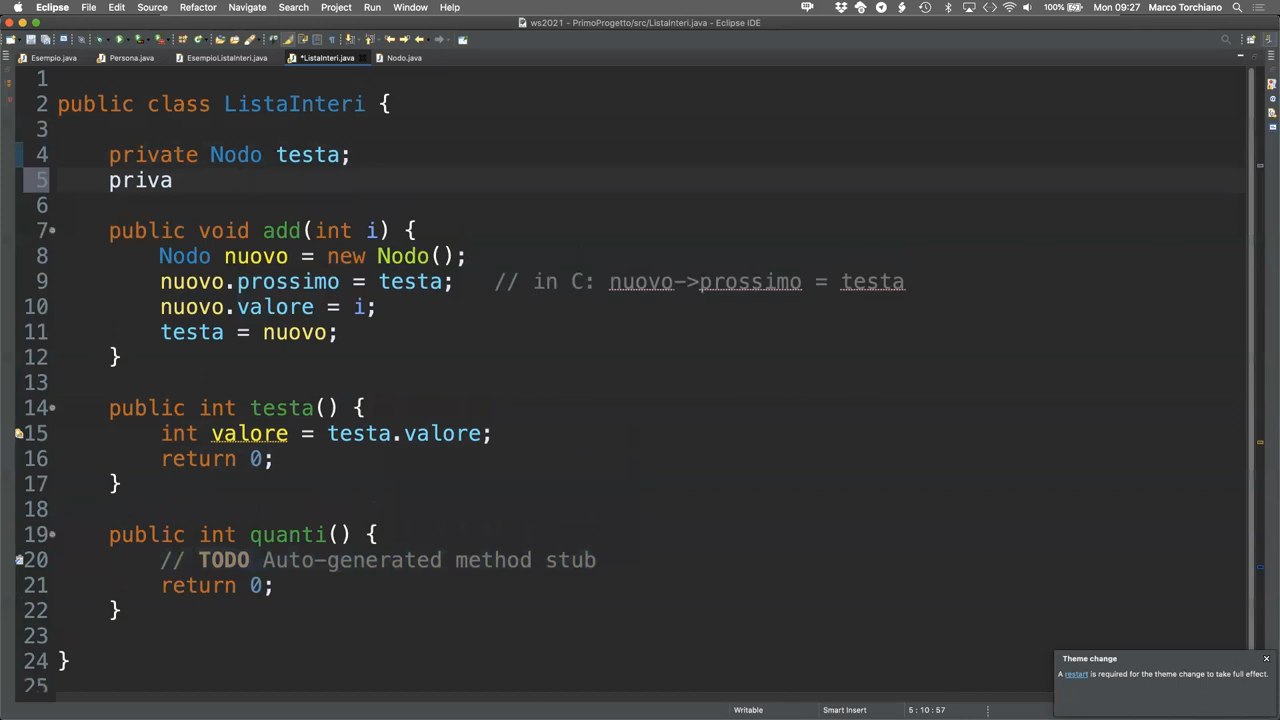 Eclipse File Edit Source Refactor Navigate Search Project Run Window Help 100% Mon 09:27 Marco Torchiano
ws2021 - PrimoProgetto/src/ListaInteri.java - Eclipse IDE
Esempio.java Persona.java EsempioListaInteri.java *ListaInteri.java Nodo.java
1
2 public class ListaInteri {
3
4 private Nodo testa;
5 priva
6
7 public void add(int i) {
8 Nodo nuovo = new Nodo();
9 nuovo.prossimo = testa; // in C: nuovo->prossimo = testa
10 nuovo.valore = i;
11 testa = nuovo;
12 }
13
14 public int testa() {
15 int valore = testa.valore;
16 return 0;
17 }
18
19 public int quanti() {
20 // TODO Auto-generated method stub
21 return 0;
22 }
23
24 }
25
Theme change
A restart is required for the theme change to take full effect.
Writable Smart Insert 5 : 10 : 57